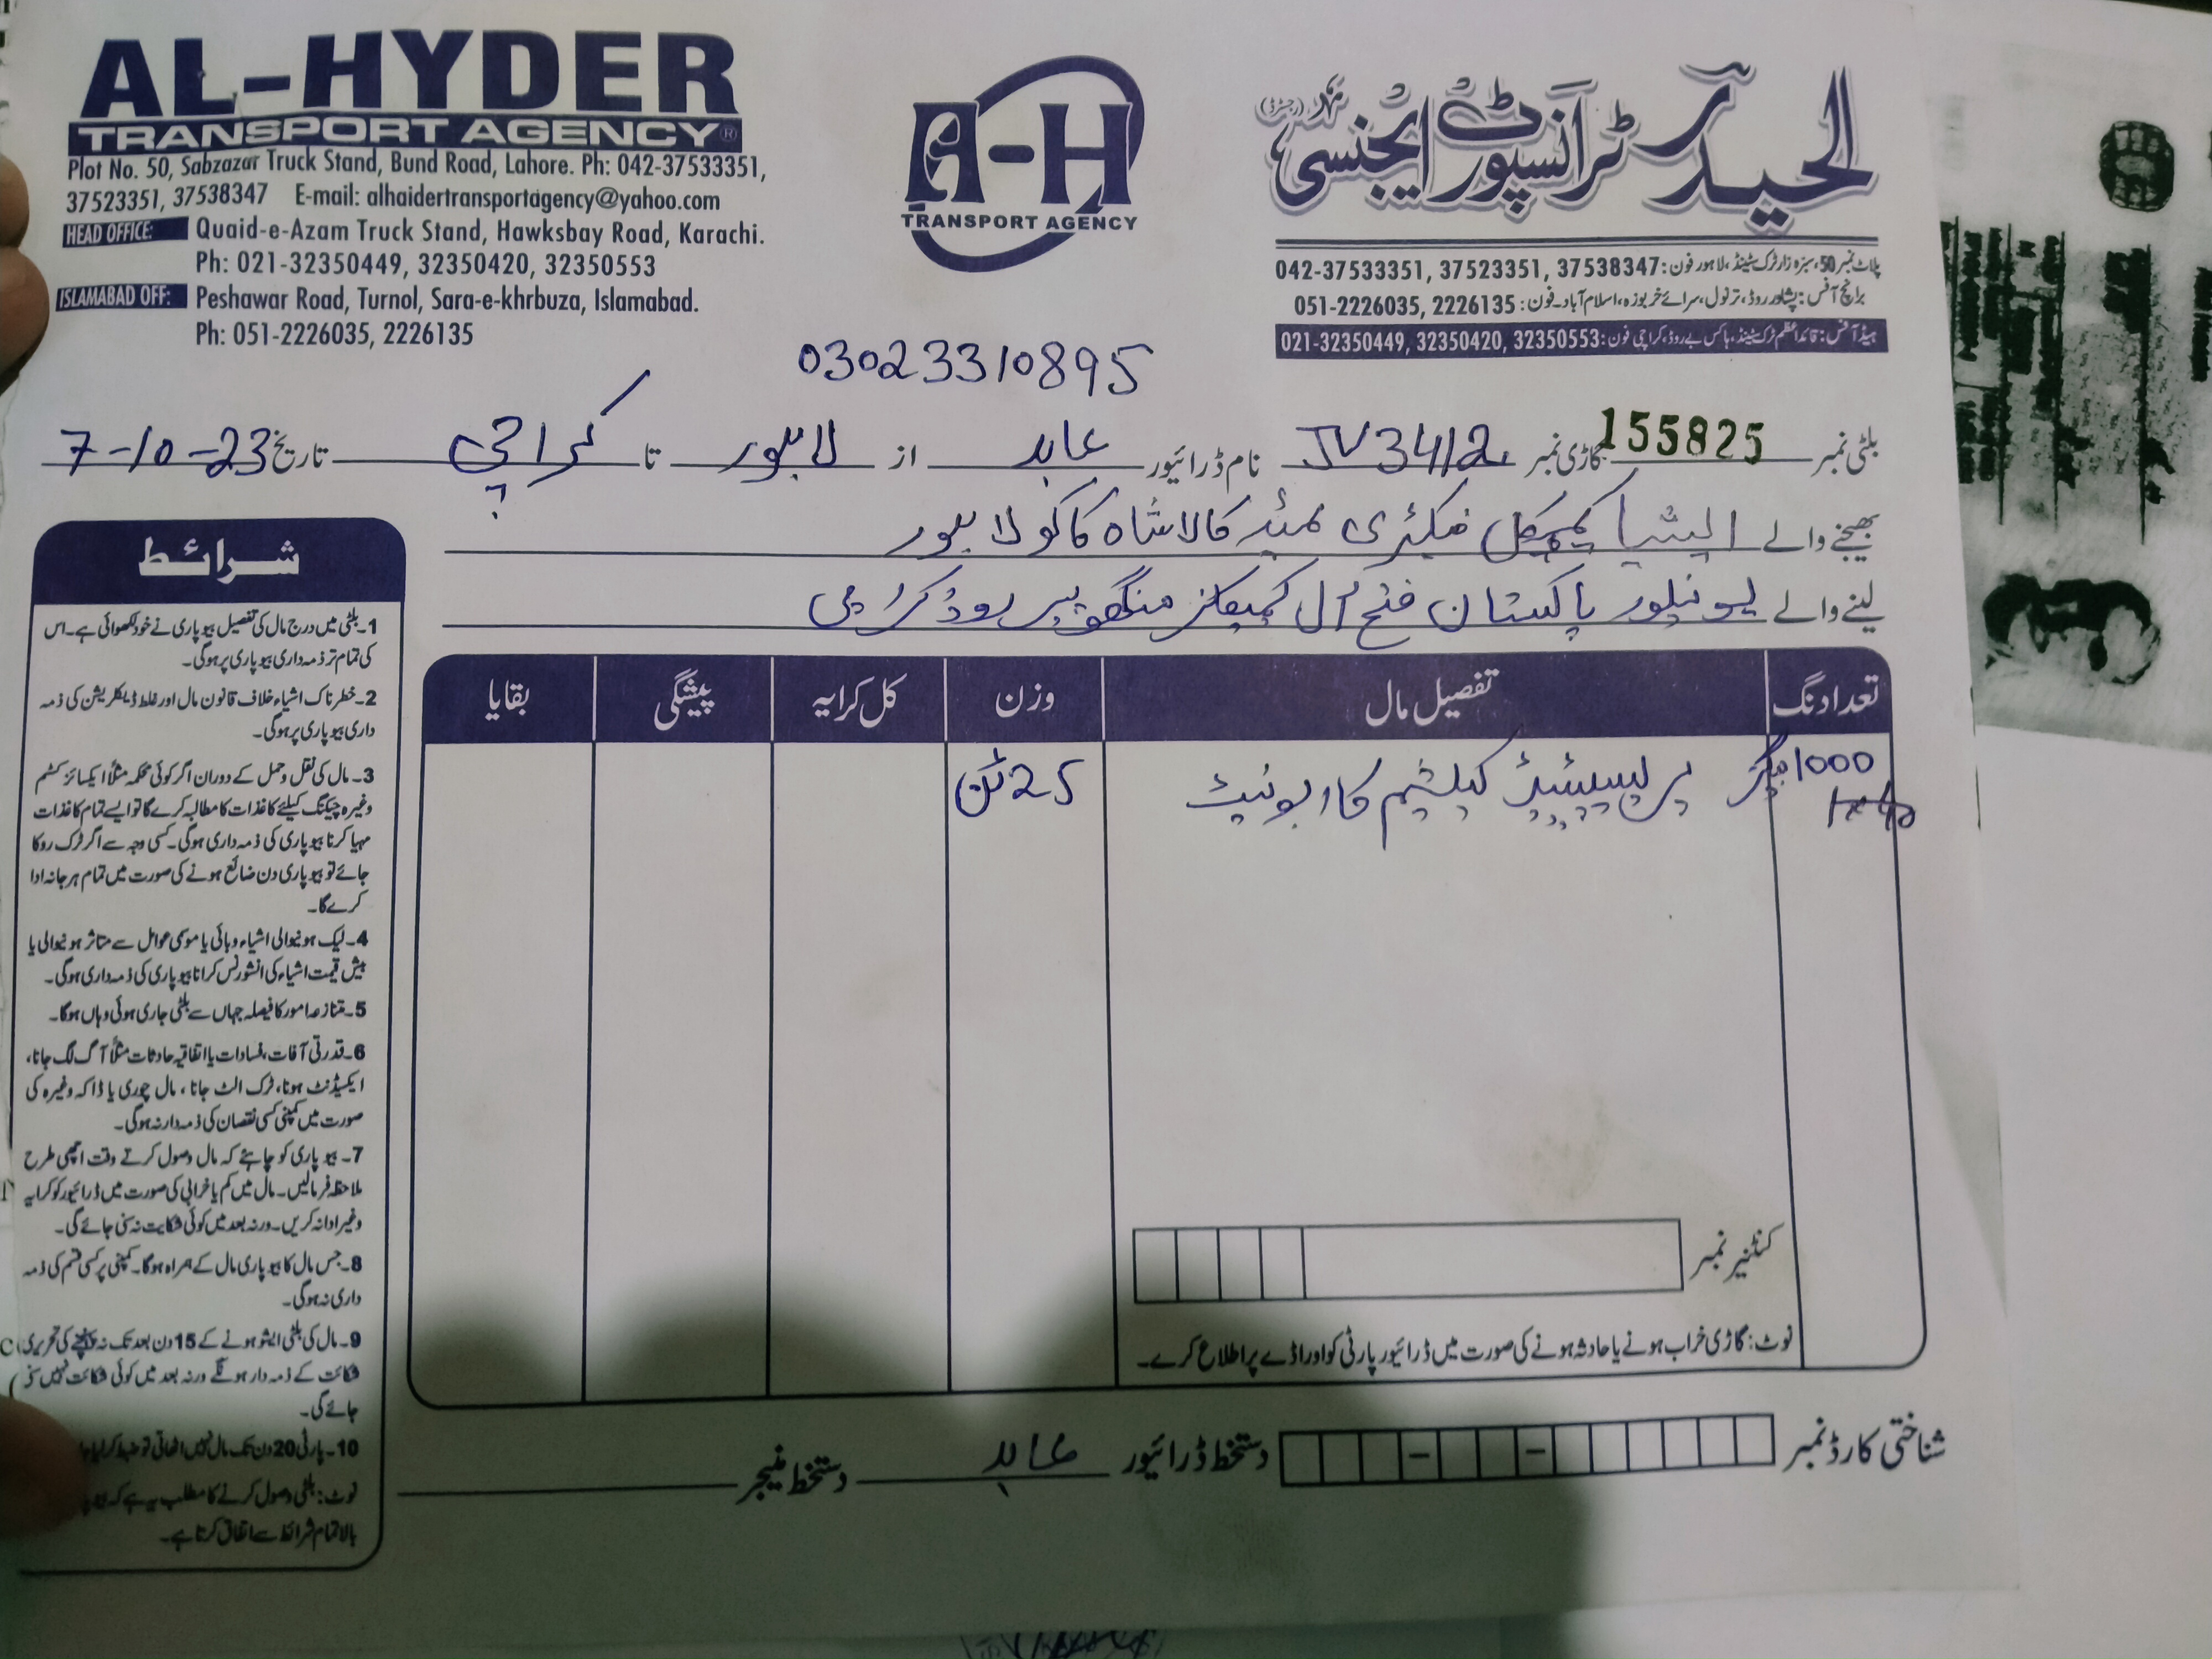 AL-HYDER
TRANSPORT AGENCY®
Plot No. 50, Sabzazar Truck Stand, Bund Road, Lahore. Ph: 042-37533351,
37523351, 37538347 E-mail: alhaidertransportagency@yahoo.com
HEAD OFFICE: Quaid-e-Azam Truck Stand, Hawksbay Road, Karachi.
Ph: 021-32350449, 32350420, 32350553
ISLAMABAD OFF: Peshawar Road, Turnol, Sara-e-khrbuza, Islamabad.
Ph: 051-2226035, 2226135
A-H
TRANSPORT AGENCY
الحیدر ٹرانسپورٹ ایجنسی (رجسٹرڈ)
پلاٹ نمبر 50، سبزہ زار ٹرک سٹینڈ، لاہور فون: 042-37533351, 37523351, 37538347
برانچ آفس: پشاور روڈ، ترنول، سرائے خربوزہ، اسلام آباد۔ فون: 051-2226035, 2226135
ہیڈ آفس: قائد اعظم ٹرک سٹینڈ، ہاکس بے روڈ، کراچی فون: 021-32350449, 32350420, 32350553
03023310895
بلٹی نمبر 155825 گاڑی نمبر JV3412 نام ڈرائیور عابد از لاہور تا کراچی تاریخ 7-10-23
بھیجنے والے ایشیا کیمیکل فیکٹری لمیٹڈ کالا شاہ کاکو لاہور
لینے والے یونیلور پاکستان فتح آل کیمیکلز منگھو پیر روڈ کراچی
تعداد نگ تفصیل مال وزن کل کرایہ پیشگی بقایا
1000 بیگز پریسیپیٹیٹڈ کیلشیم کاربونیٹ 25 ٹن
کنٹینر نمبر
نوٹ: گاڑی خراب ہونے یا حادثہ ہونے کی صورت میں ڈرائیور پارٹی کو اور اڈے پر اطلاع کرے۔
شناختی کارڈ نمبر دستخط ڈرائیور عابد دستخط منیجر
شرائط
1۔ بلٹی میں درج مال کی تفصیل بیوپاری نے خود لکھوائی ہے۔ اس
کی تمام تر ذمہ داری بیوپاری پر ہوگی۔
2۔ خطرناک اشیاء خلاف قانون مال اور غلط ڈیکلریشن کی ذمہ
داری بیوپاری پر ہوگی۔
3۔ مال کی نقل و حمل کے دوران اگر کوئی محکمہ مثلاً ایکسائز کسٹم
وغیرہ چیکنگ کیلئے کاغذات کا مطالبہ کرے گا تو ایسے تمام کاغذات
مہیا کرنا بیوپاری کی ذمہ داری ہوگی۔ کسی وجہ سے اگر ٹرک روکا
جائے تو بیوپاری دن ضائع ہونے کی صورت میں تمام ہرجانہ ادا
کرے گا۔
4۔ لیک ہونیوالی اشیاء وبائی یا موسمی عوامل سے متاثر ہونیوالی یا
بیش قیمت اشیاء کی انشورنس کرانا بیوپاری کی ذمہ داری ہوگی۔
5۔ متنازعہ امور کا فیصلہ جہاں سے بلٹی جاری ہوئی وہاں ہوگا۔
6۔ قدرتی آفات، فسادات یا اتفاقیہ حادثات مثلاً آگ لگ جانا،
ایکسیڈنٹ ہونا، ٹرک الٹ جانا، مال چوری یا ڈاکہ وغیرہ کی
صورت میں کمپنی کسی نقصان کی ذمہ دار نہ ہوگی۔
7۔ بیوپاری کو چاہئے کہ مال وصول کرتے وقت اچھی طرح
ملاحظہ فرمالیں۔ مال میں کم یا خرابی کی صورت میں ڈرائیور کو کرایہ
وغیرہ ادا نہ کریں۔ ورنہ بعد میں کوئی شکایت نہ سنی جائے گی۔
8۔ جس مال کا بیوپاری مال کے ہمراہ ہوگا۔ کمپنی پر کسی قسم کی ذمہ
داری نہ ہوگی۔
9۔ مال کی بلٹی ایشو ہونے کے 15 دن بعد تک نہ پہنچنے کی تحریری
شکائت کے ذمہ دار ہونگے ورنہ بعد میں کوئی شکائت نہیں سنی
جائے گی۔
10۔ پارٹی 20 دن تک مال نہیں اٹھاتی تو ضبط کر لیا جا
نوٹ: بلٹی وصول کرنے کا مطلب یہ ہے کہ
بالا تمام شرائط سے اتفاق کرتا ہے۔